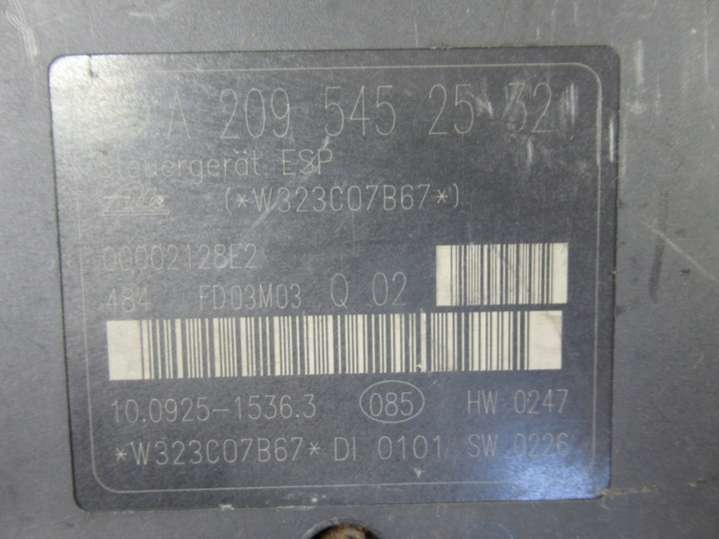 A 209 545 25 32
Steuergerät: ESP
(*W323C07B67*)
00002128E2
484 FD03M03 Q 02
10.0925-1536.3 085 HW 0247
*W323C07B67* DI 0101 SW 0226